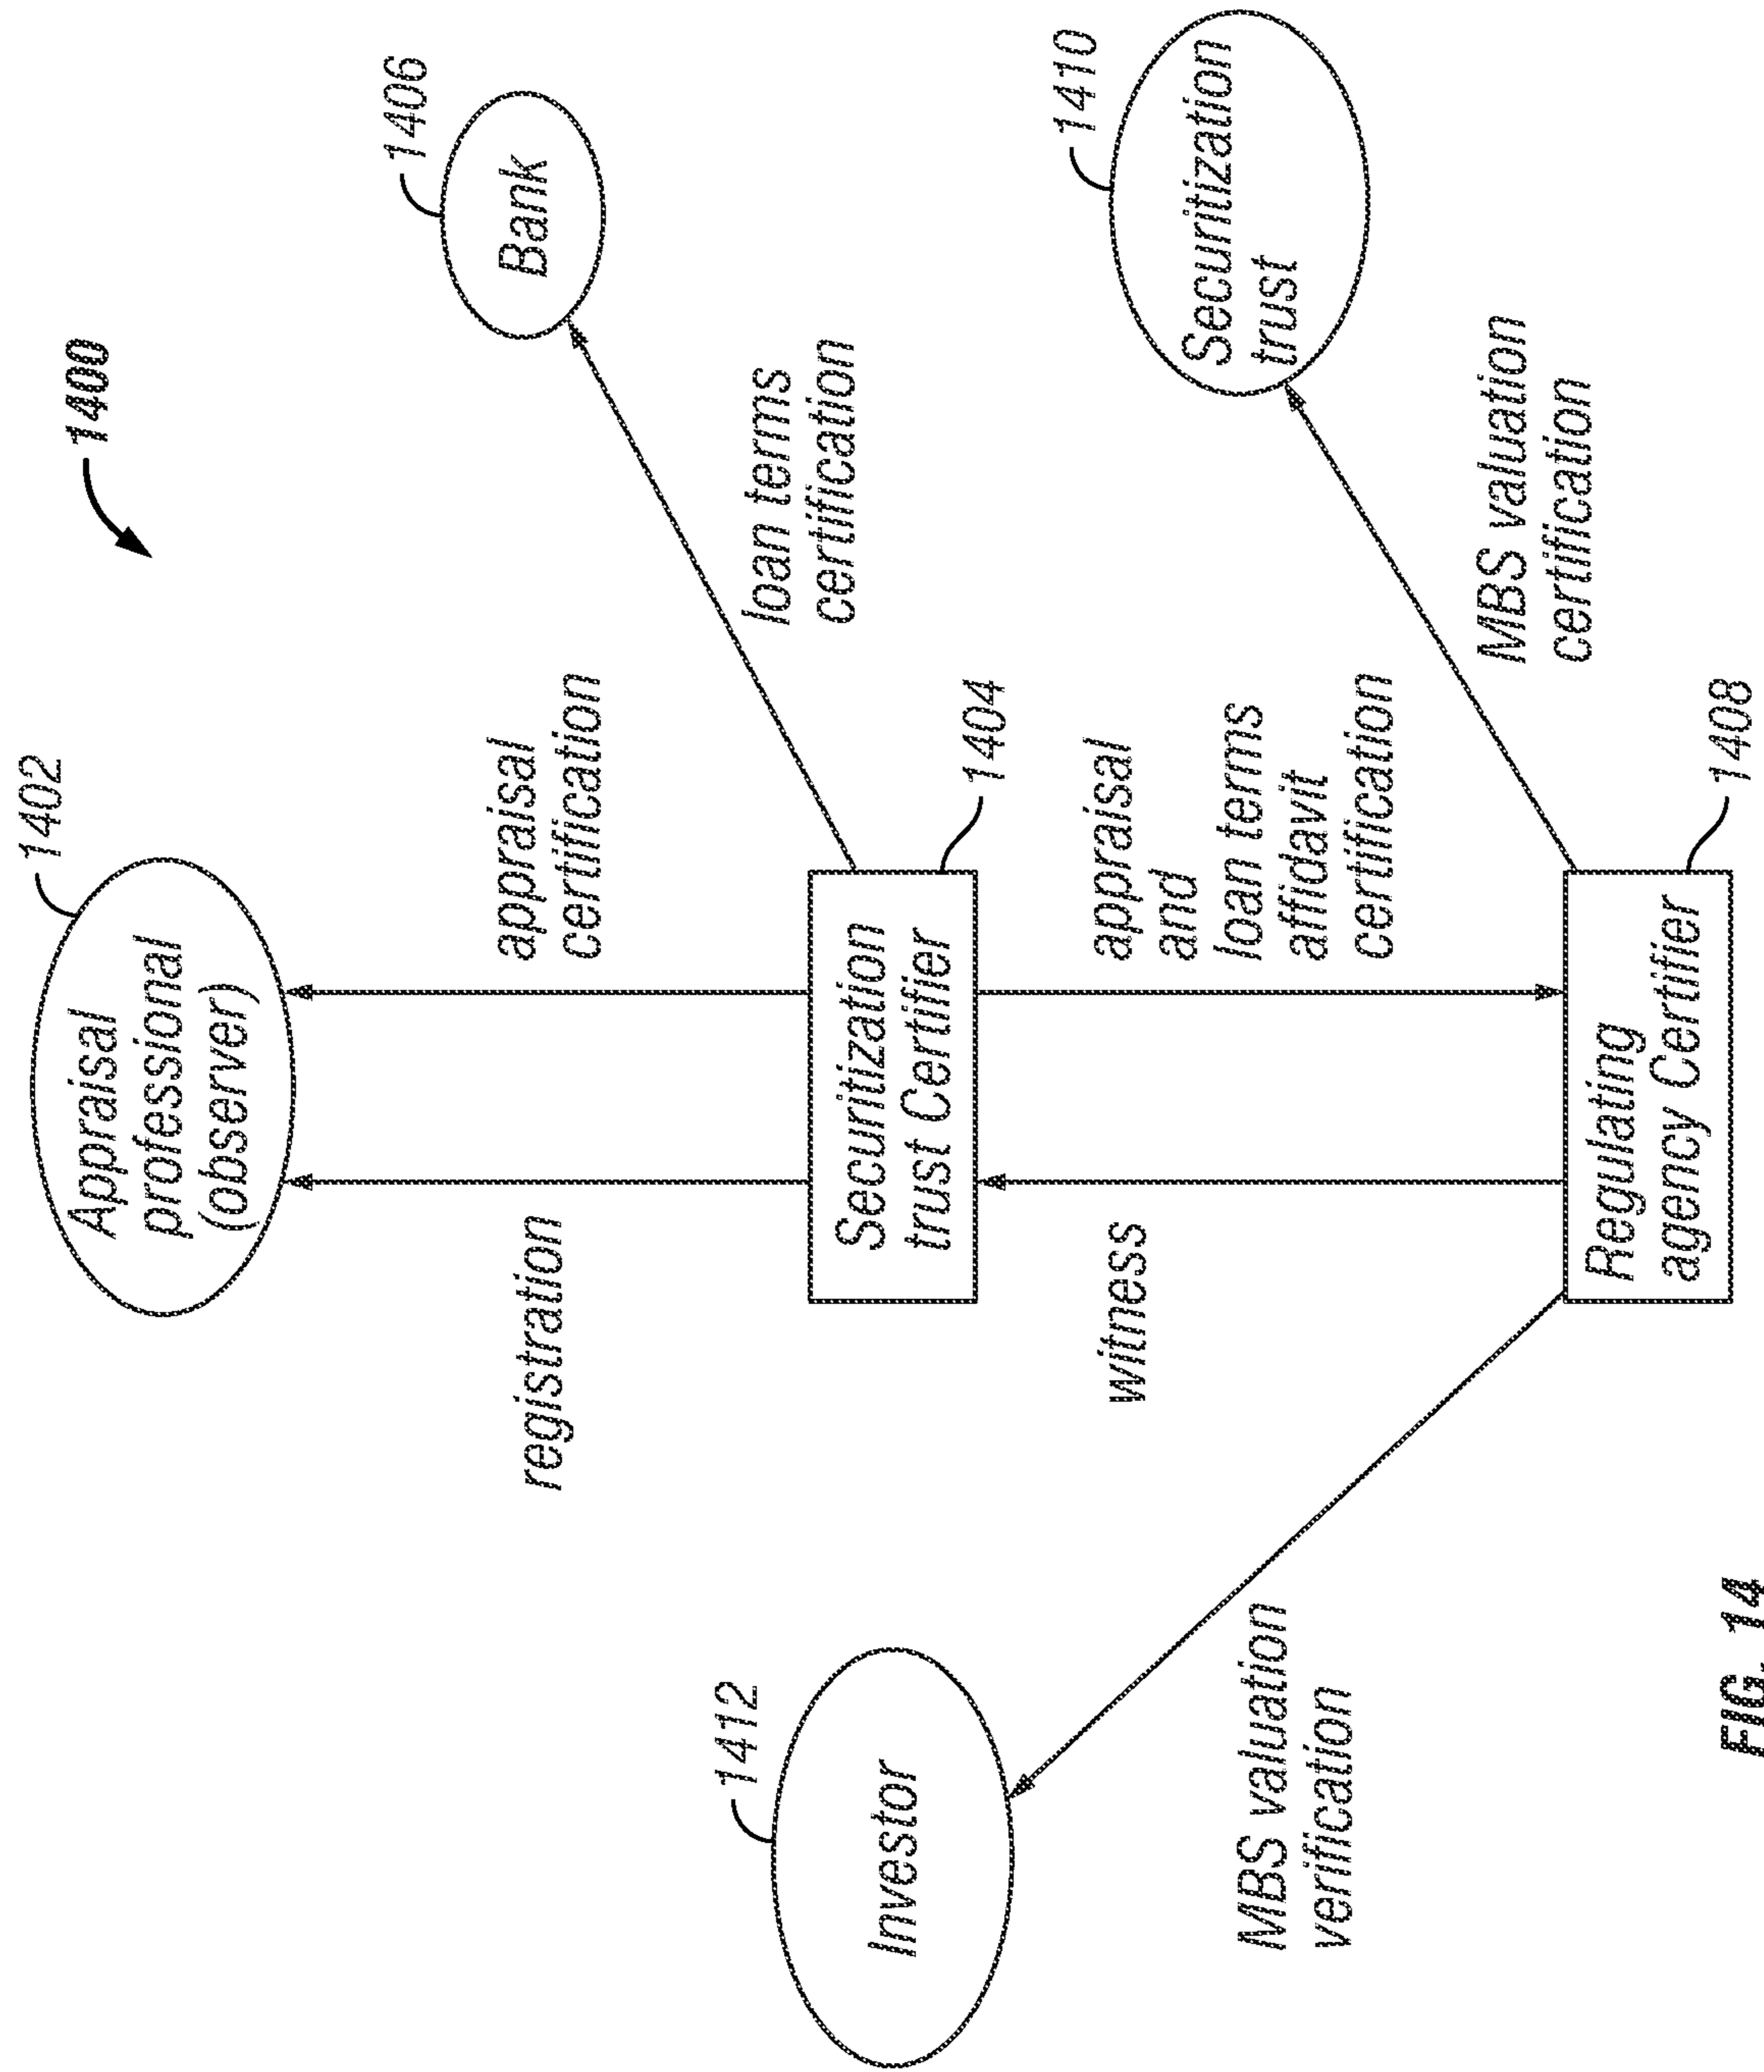 1400
1402
Appraisal
professional
(observer)
1406
Bank
registration
appraisal
certification
loan terms
certification
1412
Investor
Securitization
trust Certifier
1404
1410
Securitization
trust
witness
appraisal
and
loan terms
affidavit
certification
MBS valuation
verification
MBS valuation
certification
Regulating
agency Certifier
1408
FIG. 14